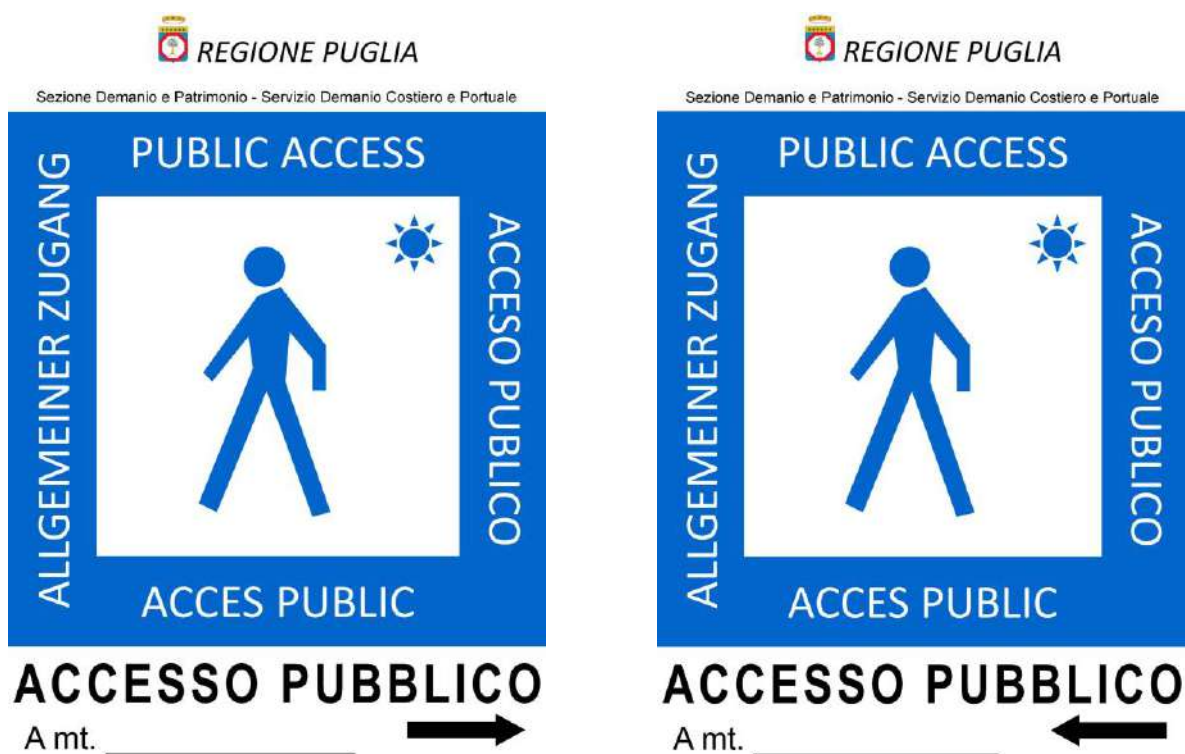 REGIONE PUGLIA
Sezione Demanio e Patrimonio - Servizio Demanio Costiero e Portuale
PUBLIC ACCESS
ALLGEMEINER ZUGANG
ACCESO PUBLICO
ACCES PUBLIC
ACCESSO PUBBLICO
A mt. ____________________
REGIONE PUGLIA
Sezione Demanio e Patrimonio - Servizio Demanio Costiero e Portuale
PUBLIC ACCESS
ALLGEMEINER ZUGANG
ACCESO PUBLICO
ACCES PUBLIC
ACCESSO PUBBLICO
A mt. ____________________